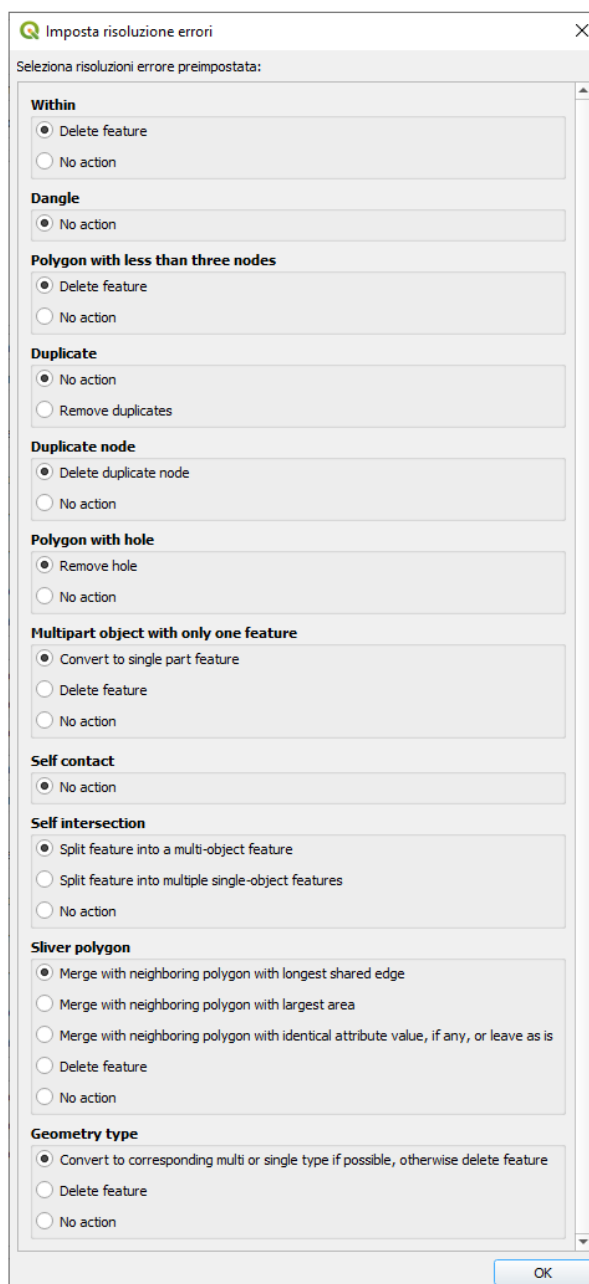 Imposta risoluzione errori
Seleziona risoluzioni errore preimpostata:
Within
Delete feature
No action
Dangle
No action
Polygon with less than three nodes
Delete feature
No action
Duplicate
No action
Remove duplicates
Duplicate node
Delete duplicate node
No action
Polygon with hole
Remove hole
No action
Multipart object with only one feature
Convert to single part feature
Delete feature
No action
Self contact
No action
Self intersection
Split feature into a multi-object feature
Split feature into multiple single-object features
No action
Sliver polygon
Merge with neighboring polygon with longest shared edge
Merge with neighboring polygon with largest area
Merge with neighboring polygon with identical attribute value, if any, or leave as is
Delete feature
No action
Geometry type
Convert to corresponding multi or single type if possible, otherwise delete feature
Delete feature
No action
OK